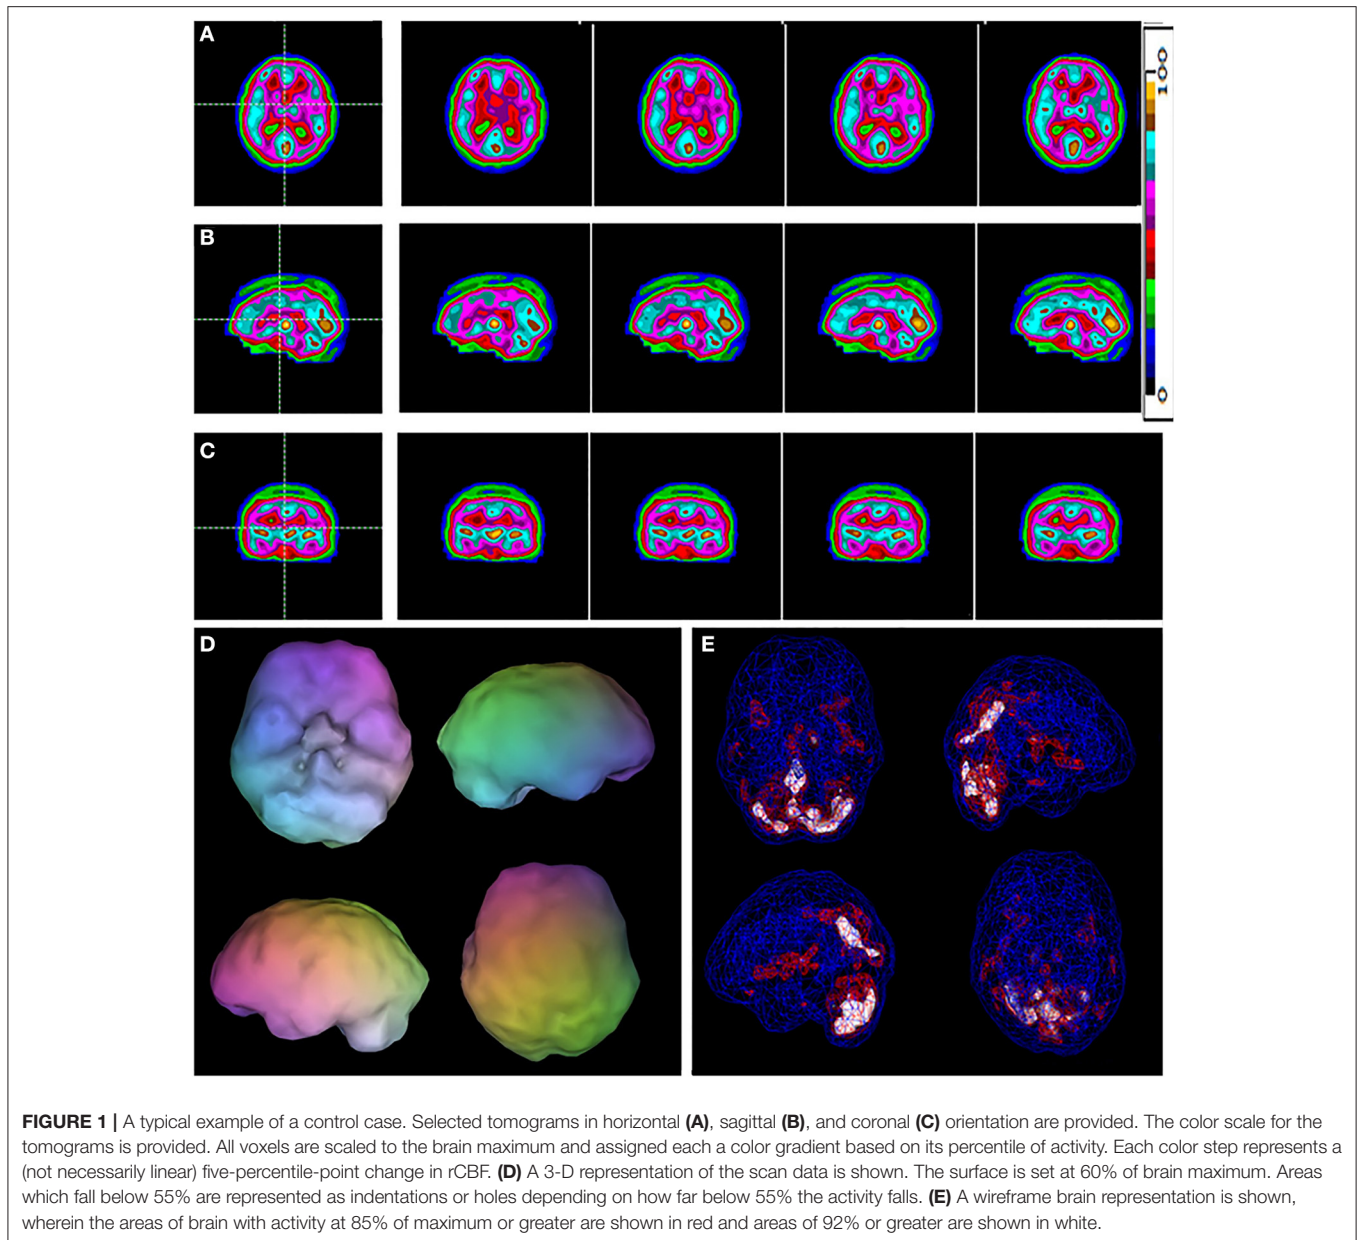 A
100
B
0
C
D
E
FIGURE 1 | A typical example of a control case. Selected tomograms in horizontal (A), sagittal (B), and coronal (C) orientation are provided. The color scale for the
tomograms is provided. All voxels are scaled to the brain maximum and assigned each a color gradient based on its percentile of activity. Each color step represents a
(not necessarily linear) five-percentile-point change in rCBF. (D) A 3-D representation of the scan data is shown. The surface is set at 60% of brain maximum. Areas
which fall below 55% are represented as indentations or holes depending on how far below 55% the activity falls. (E) A wireframe brain representation is shown,
wherein the areas of brain with activity at 85% of maximum or greater are shown in red and areas of 92% or greater are shown in white.